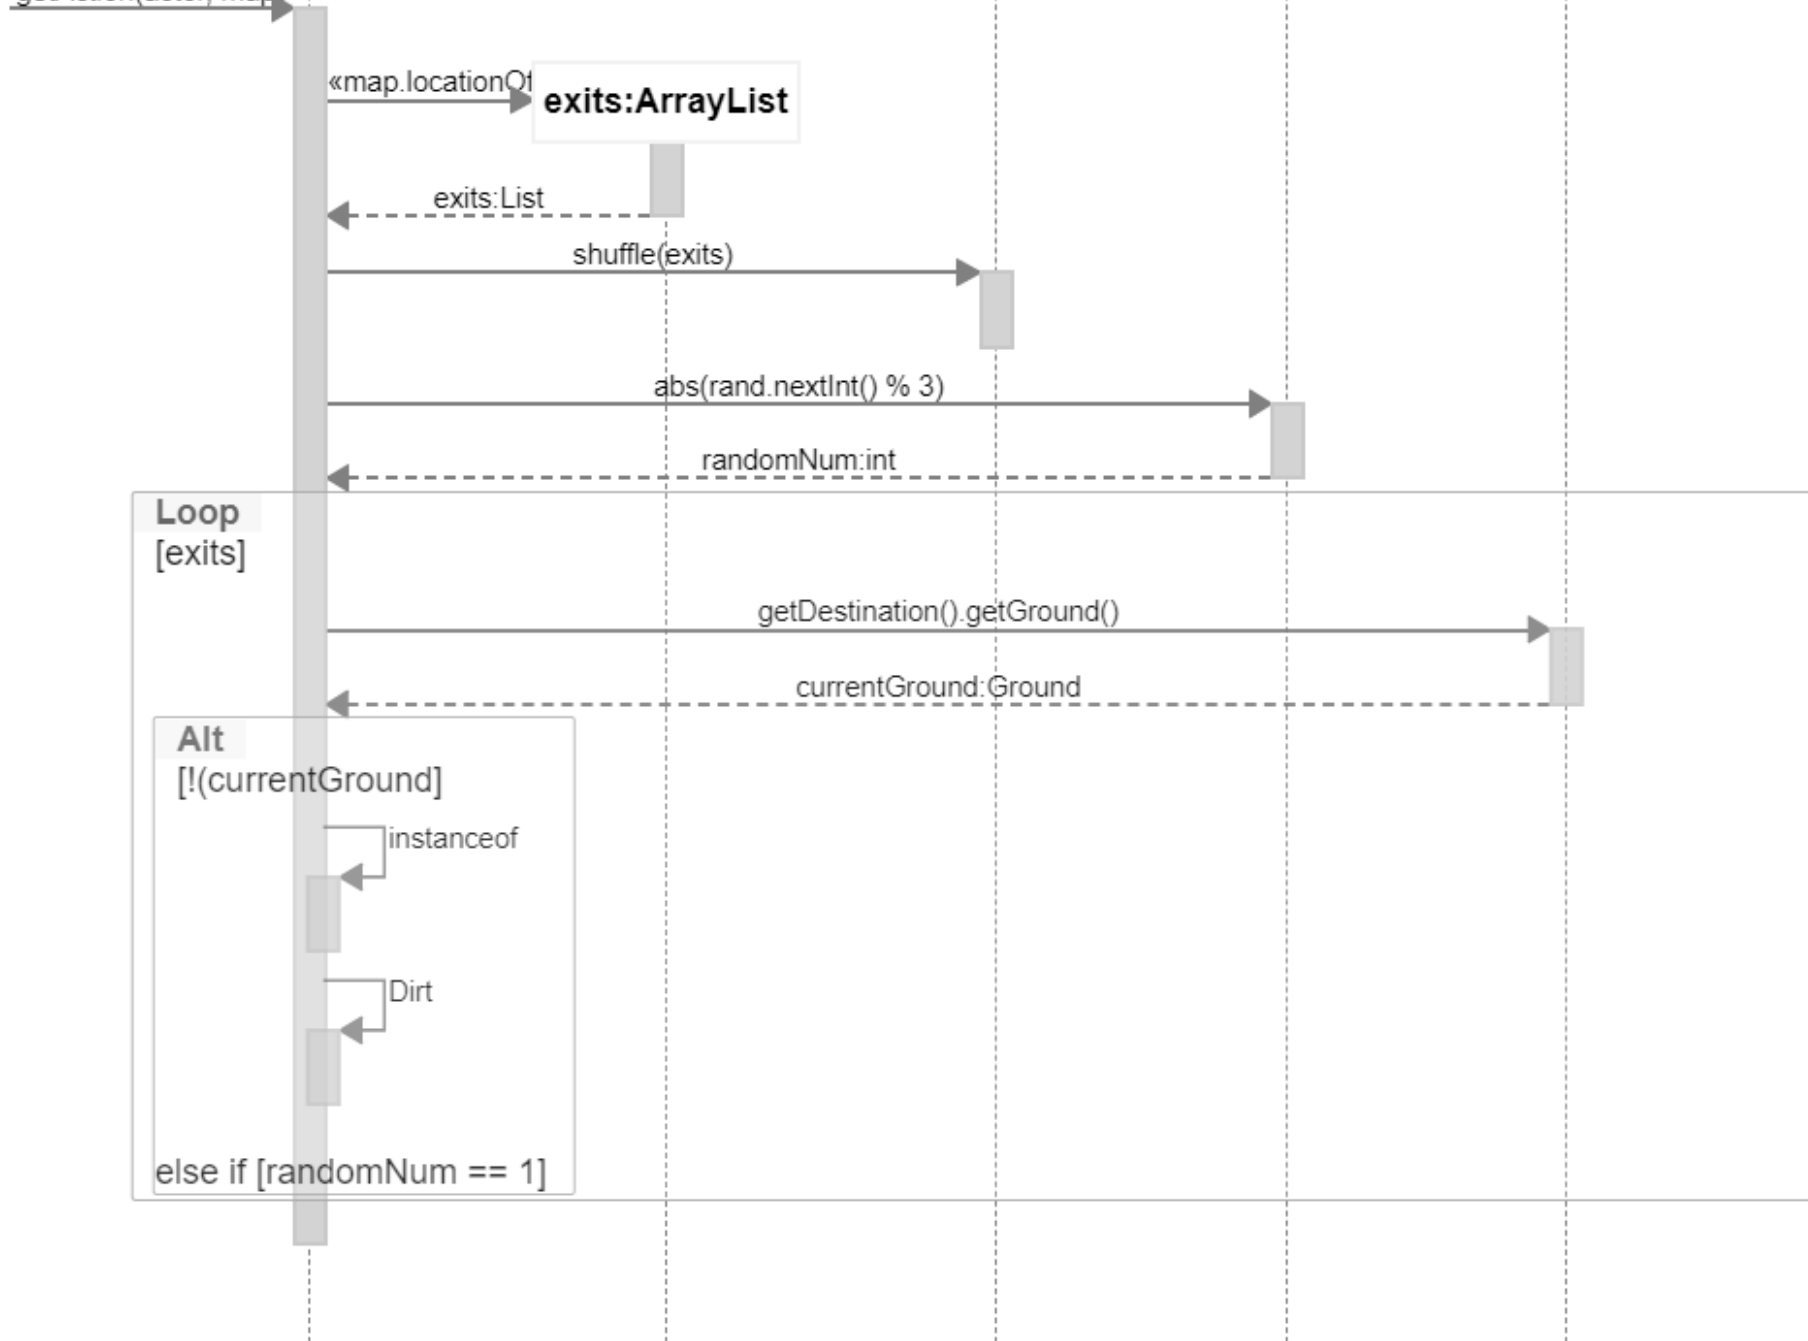 «map.locationOf
exits:ArrayList
exits:List
shuffle(exits)
abs(rand.nextInt() % 3)
randomNum:int
Loop
[exits]
getDestination().getGround()
currentGround:Ground
Alt
[!(currentGround]
instanceof
Dirt
else if [randomNum == 1]